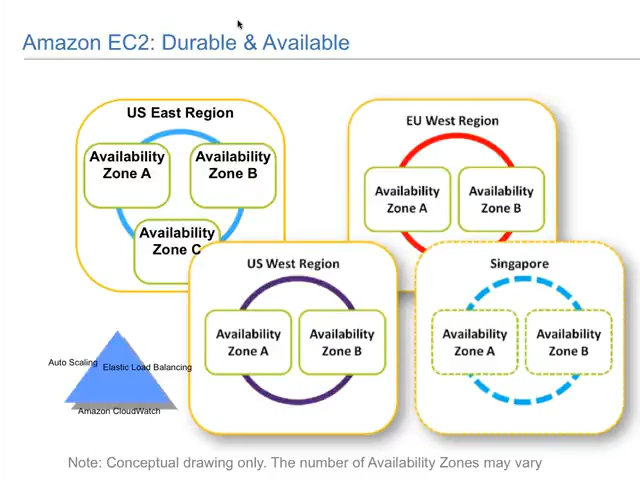 Amazon EC2: Durable & Available
US East Region
Availability
Zone A
Availability
Zone B
Availability
Zone C
EU West Region
Availability
Zone A
Availability
Zone B
US West Region
Availability
Zone A
Availability
Zone B
Singapore
Availability
Zone A
Availability
Zone B
Auto Scaling
Elastic Load Balancing
Amazon CloudWatch
Note: Conceptual drawing only. The number of Availability Zones may vary